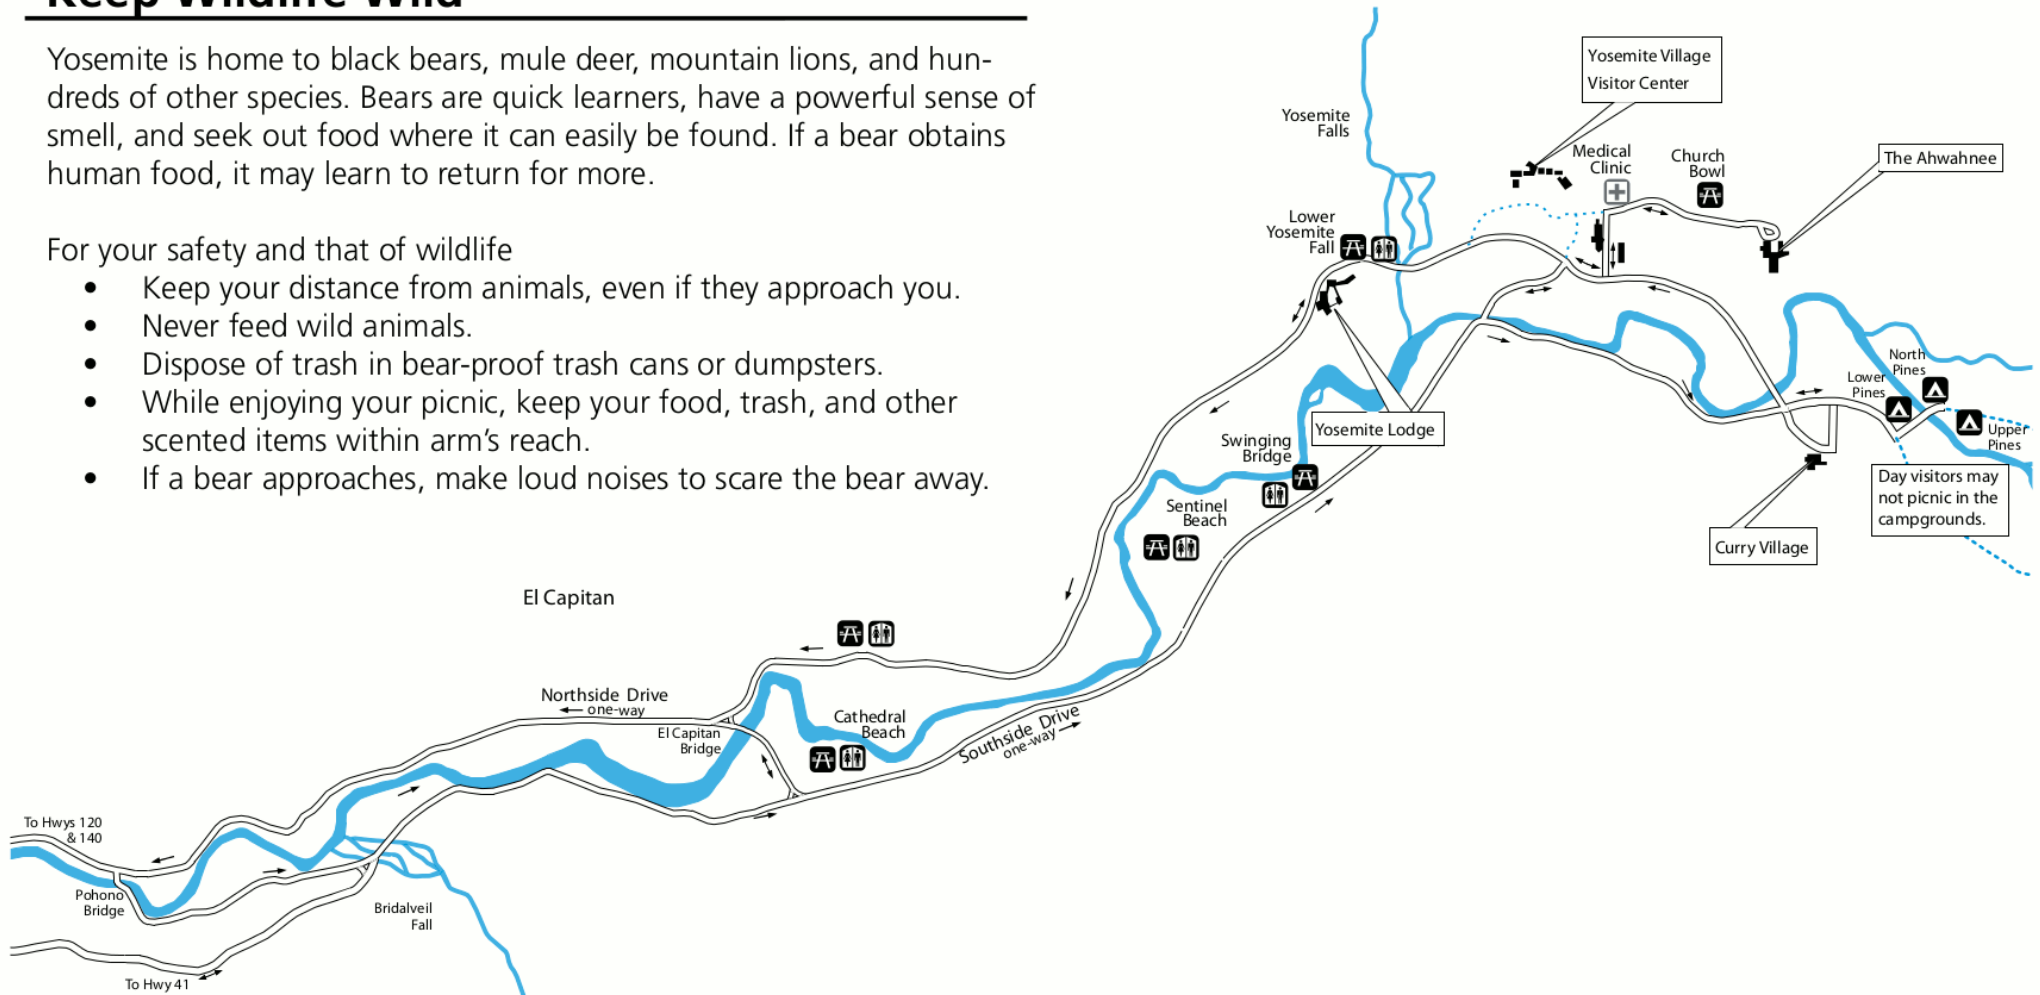 Keep Wildlife Wild
Yosemite is home to black bears, mule deer, mountain lions, and hun-
dreds of other species. Bears are quick learners, have a powerful sense of
smell, and seek out food where it can easily be found. If a bear obtains
human food, it may learn to return for more.
For your safety and that of wildlife
• Keep your distance from animals, even if they approach you.
• Never feed wild animals.
• Dispose of trash in bear-proof trash cans or dumpsters.
• While enjoying your picnic, keep your food, trash, and other
scented items within arm’s reach.
• If a bear approaches, make loud noises to scare the bear away.
Yosemite Village
Visitor Center
Yosemite
Falls
Medical
Clinic
Church
Bowl
The Ahwahnee
Lower
Yosemite
Fall
North
Pines
Lower
Pines
Upper
Pines
Yosemite Lodge
Swinging
Bridge
Day visitors may
not picnic in the
campgrounds.
Sentinel
Beach
Curry Village
El Capitan
Northside Drive
one-way
El Capitan
Bridge
Cathedral
Beach
Southside Drive
one-way
To Hwys 120
& 140
Pohono
Bridge
Bridalveil
Fall
To Hwy 41